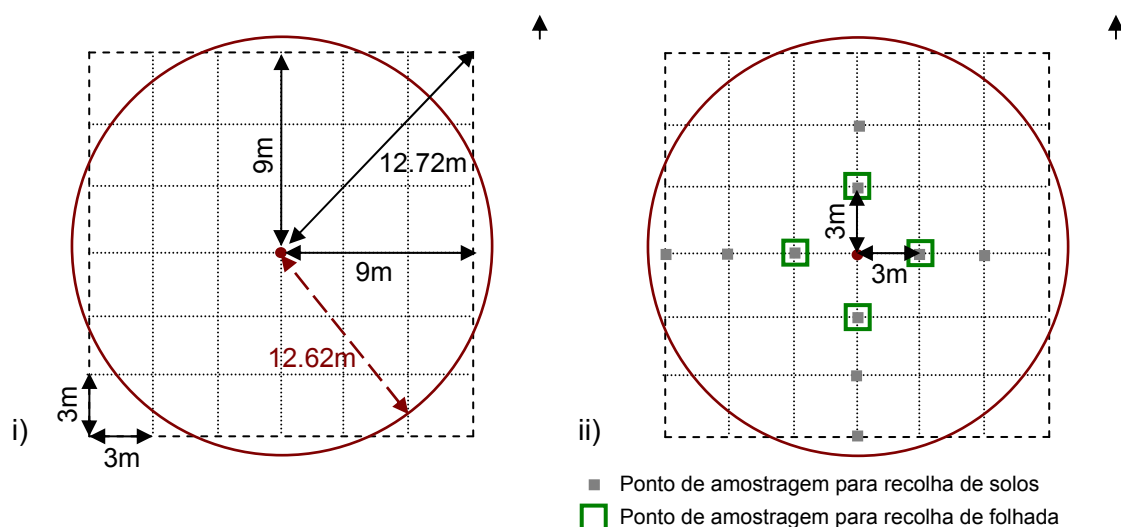 9m
12.72m
9m
12.62m
3m
3m
i)
3m
3m
ii)
Ponto de amostragem para recolha de solos
Ponto de amostragem para recolha de folhada